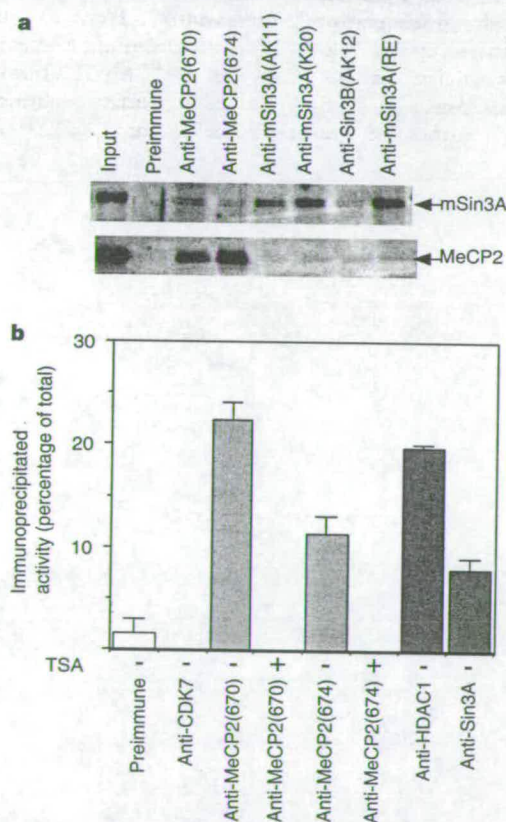 a
Input
Preimmune
Anti-MeCP2(670)
Anti-MeCP2(674)
Anti-mSin3A(AK11)
Anti-mSin3A(K20)
Anti-Sin3B(AK12)
Anti-mSin3A(RE)
mSin3A
MeCP2
b
30
20
10
Immunoprecipitated
activity (percentage of total)
TSA - - - + - + - -
Preimmune
Anti-CDK7
Anti-MeCP2(670)
Anti-MeCP2(670)
Anti-MeCP2(674)
Anti-MeCP2(674)
Anti-HDAC1
Anti-Sin3A